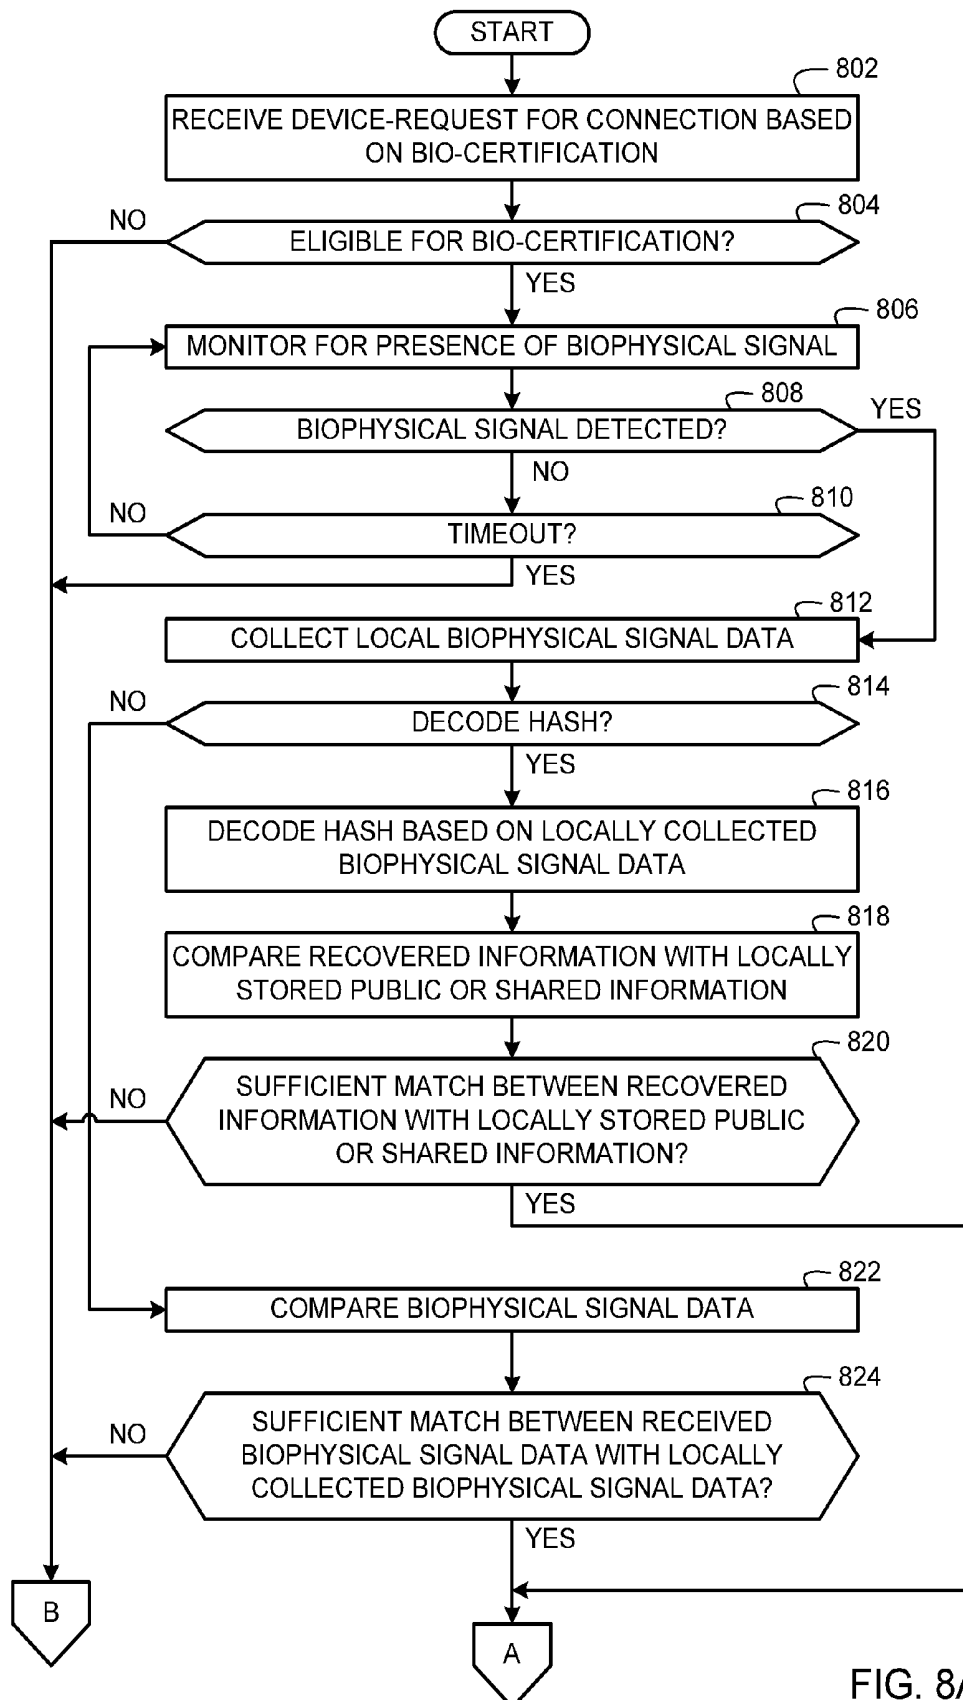 START
802
RECEIVE DEVICE-REQUEST FOR CONNECTION BASED
ON BIO-CERTIFICATION
804
NO
ELIGIBLE FOR BIO-CERTIFICATION?
YES
806
MONITOR FOR PRESENCE OF BIOPHYSICAL SIGNAL
808
YES
BIOPHYSICAL SIGNAL DETECTED?
NO
810
NO
TIMEOUT?
YES
812
COLLECT LOCAL BIOPHYSICAL SIGNAL DATA
814
NO
DECODE HASH?
YES
816
DECODE HASH BASED ON LOCALLY COLLECTED
BIOPHYSICAL SIGNAL DATA
818
COMPARE RECOVERED INFORMATION WITH LOCALLY
STORED PUBLIC OR SHARED INFORMATION
820
NO
SUFFICIENT MATCH BETWEEN RECOVERED
INFORMATION WITH LOCALLY STORED PUBLIC
OR SHARED INFORMATION?
YES
822
COMPARE BIOPHYSICAL SIGNAL DATA
824
NO
SUFFICIENT MATCH BETWEEN RECEIVED
BIOPHYSICAL SIGNAL DATA WITH LOCALLY
COLLECTED BIOPHYSICAL SIGNAL DATA?
YES
B
A
FIG. 8A